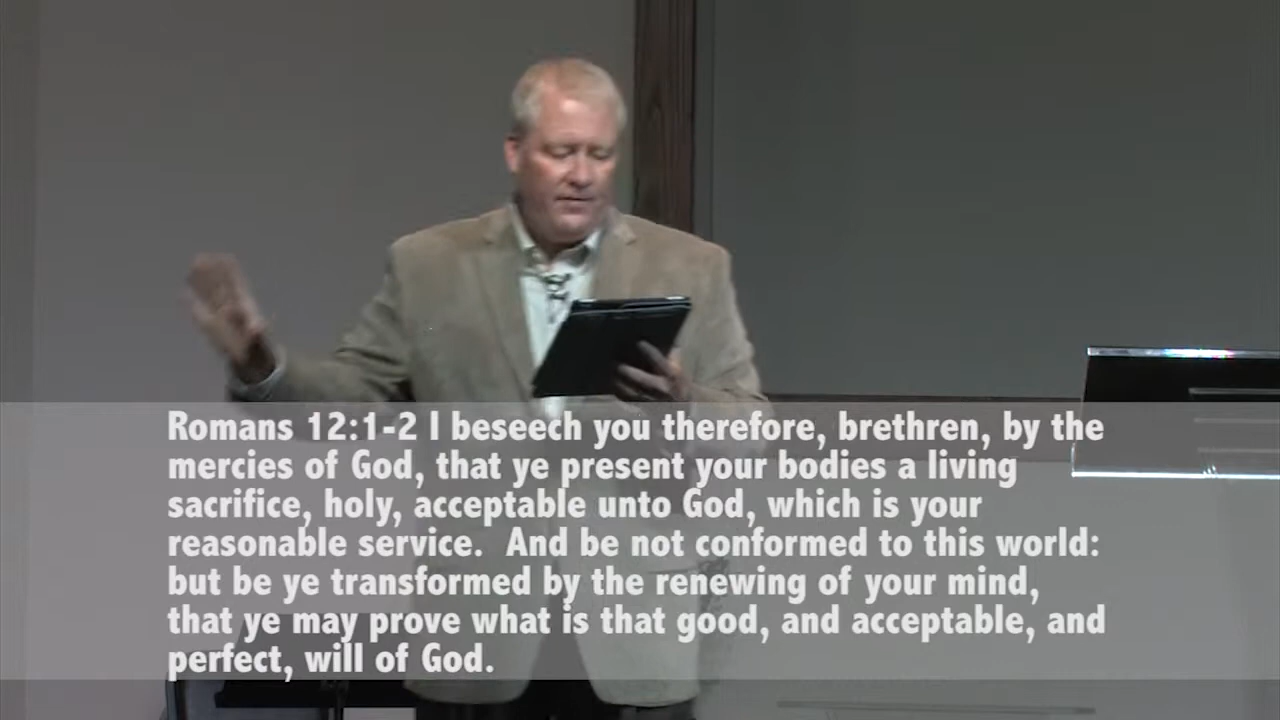 Romans 12:1-2 I beseech you therefore, brethren, by the
mercies of God, that ye present your bodies a living
sacrifice, holy, acceptable unto God, which is your
reasonable service.  And be not conformed to this world:
but be ye transformed by the renewing of your mind,
that ye may prove what is that good, and acceptable, and
perfect, will of God.